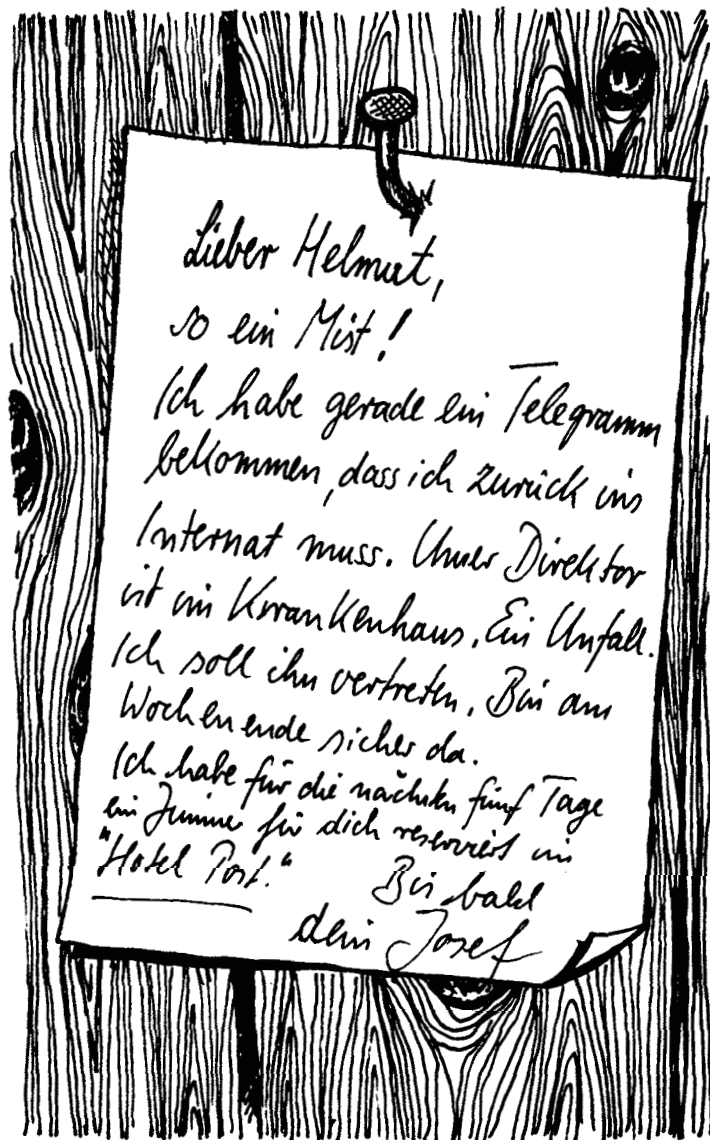 Lieber Helmut,
so ein Mist!
Ich habe gerade ein Telegramm
bekommen, dass ich zurück ins
Internat muss. Unser Direktor
ist im Krankenhaus. Ein Unfall.
Ich soll ihn vertreten. Bin am
Wochenende sicher da.
Ich habe für die nächsten fünf Tage
ein Zimmer für dich reserviert im
"Hotel Post."
Bis bald
dein Josef